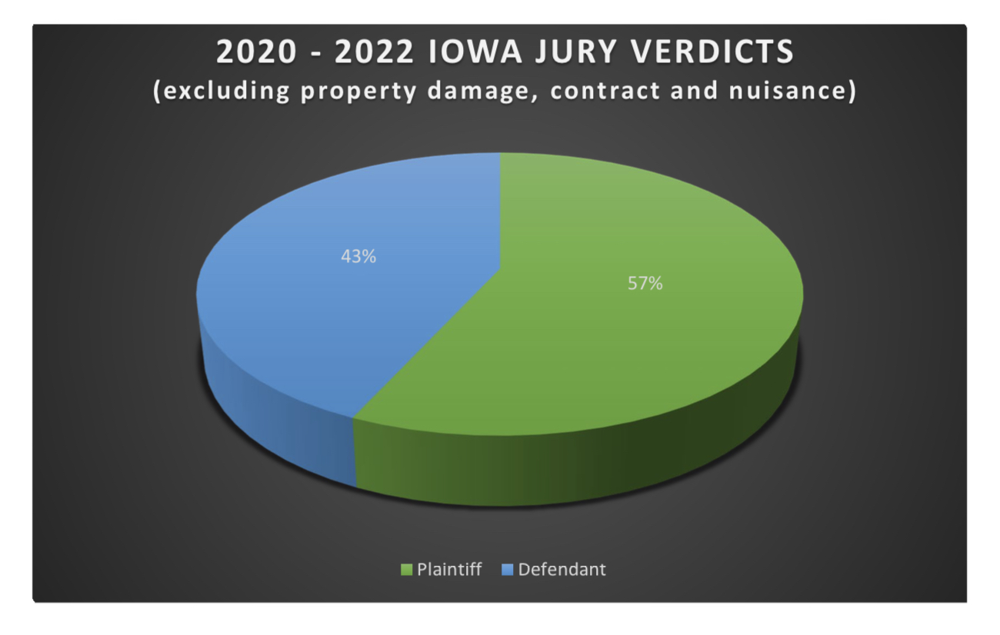 2020 - 2022 IOWA JURY VERDICTS
(excluding property damage, contract and nuisance)
43%
57%
Plaintiff Defendant